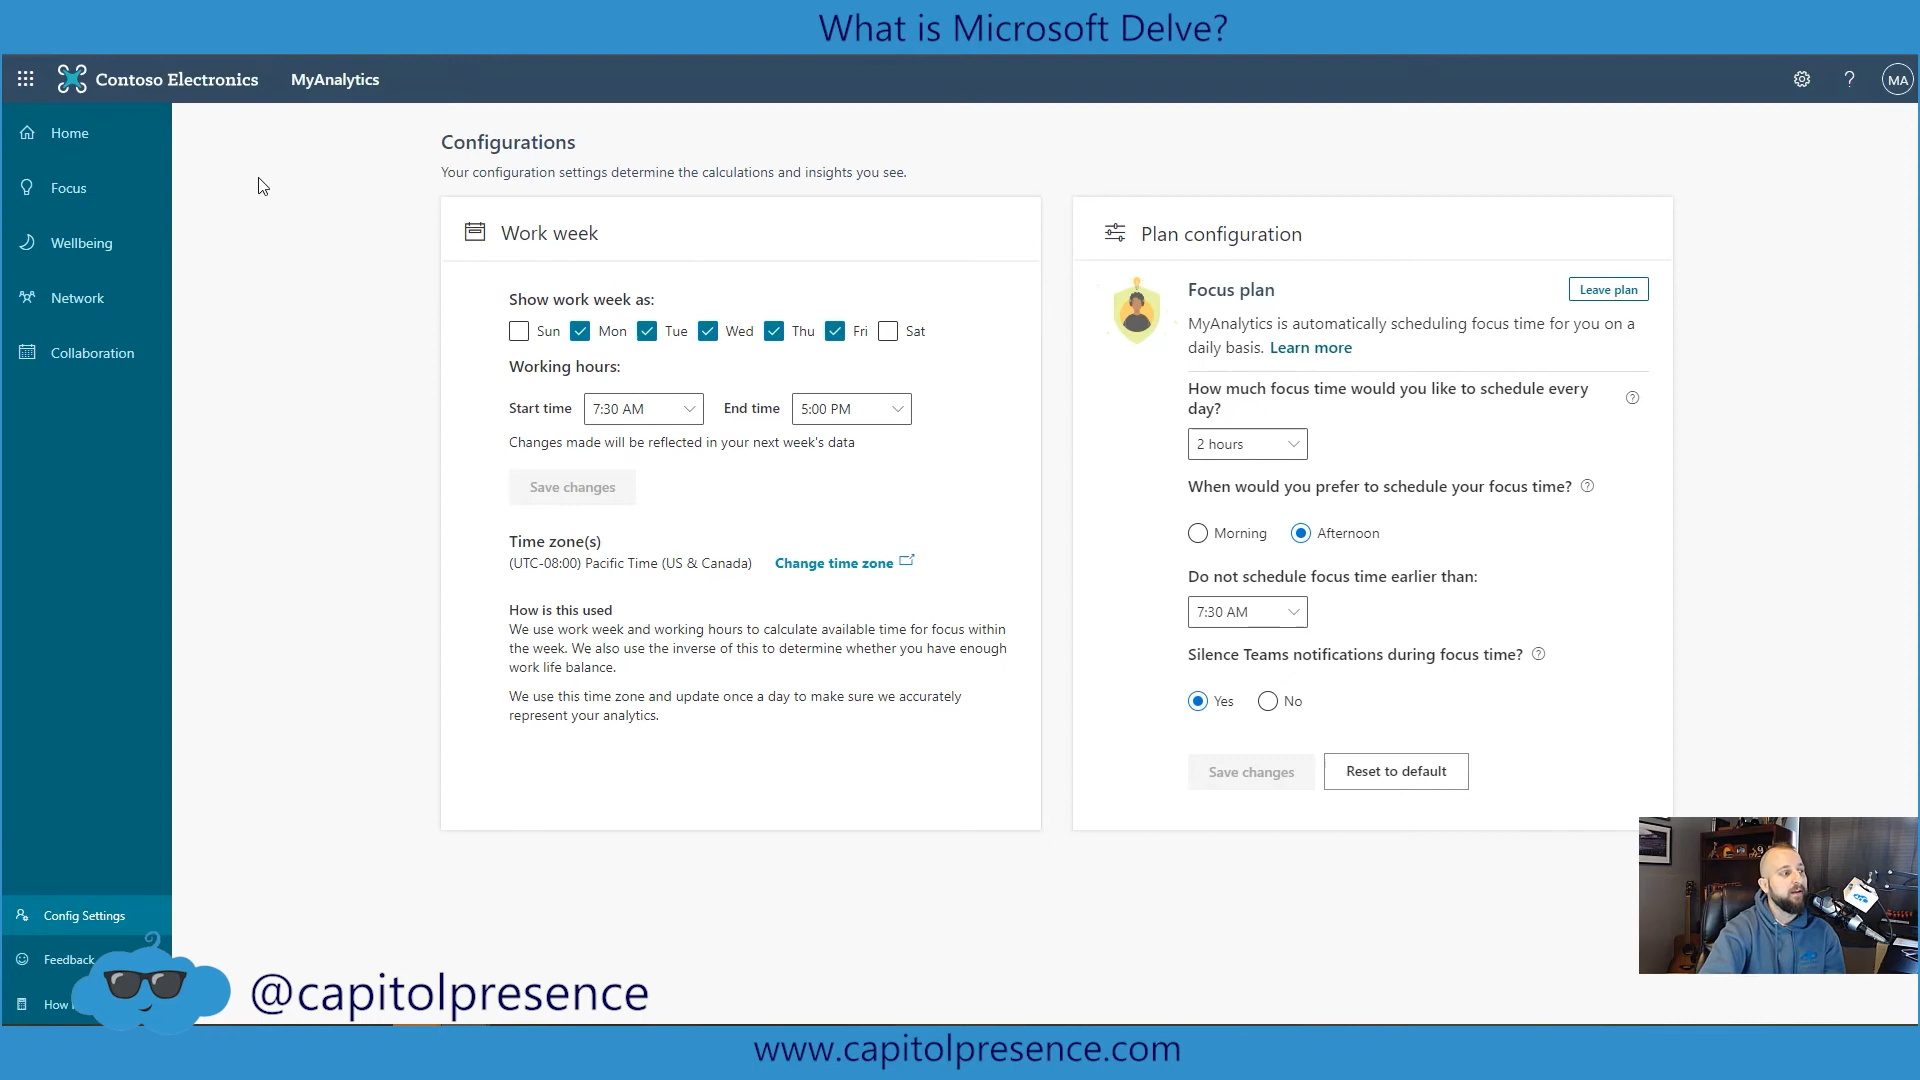 What is Microsoft Delve?
Contoso Electronics MyAnalytics MA
Home
Focus
Wellbeing
Network
Collaboration
Config Settings
Feedback
How
Configurations
Your configuration settings determine the calculations and insights you see.
Work week
Show work week as:
Sun Mon Tue Wed Thu Fri Sat
Working hours:
Start time 7:30 AM End time 5:00 PM
Changes made will be reflected in your next week's data
Save changes
Time zone(s)
(UTC-08:00) Pacific Time (US & Canada) Change time zone
How is this used
We use work week and working hours to calculate available time for focus within
the week. We also use the inverse of this to determine whether you have enough
work life balance.
We use this time zone and update once a day to make sure we accurately
represent your analytics.
Plan configuration
Focus plan Leave plan
MyAnalytics is automatically scheduling focus time for you on a
daily basis. Learn more
How much focus time would you like to schedule every
day?
2 hours
When would you prefer to schedule your focus time?
Morning Afternoon
Do not schedule focus time earlier than:
7:30 AM
Silence Teams notifications during focus time?
Yes No
Save changes Reset to default
@capitolpresence
www.capitolpresence.com